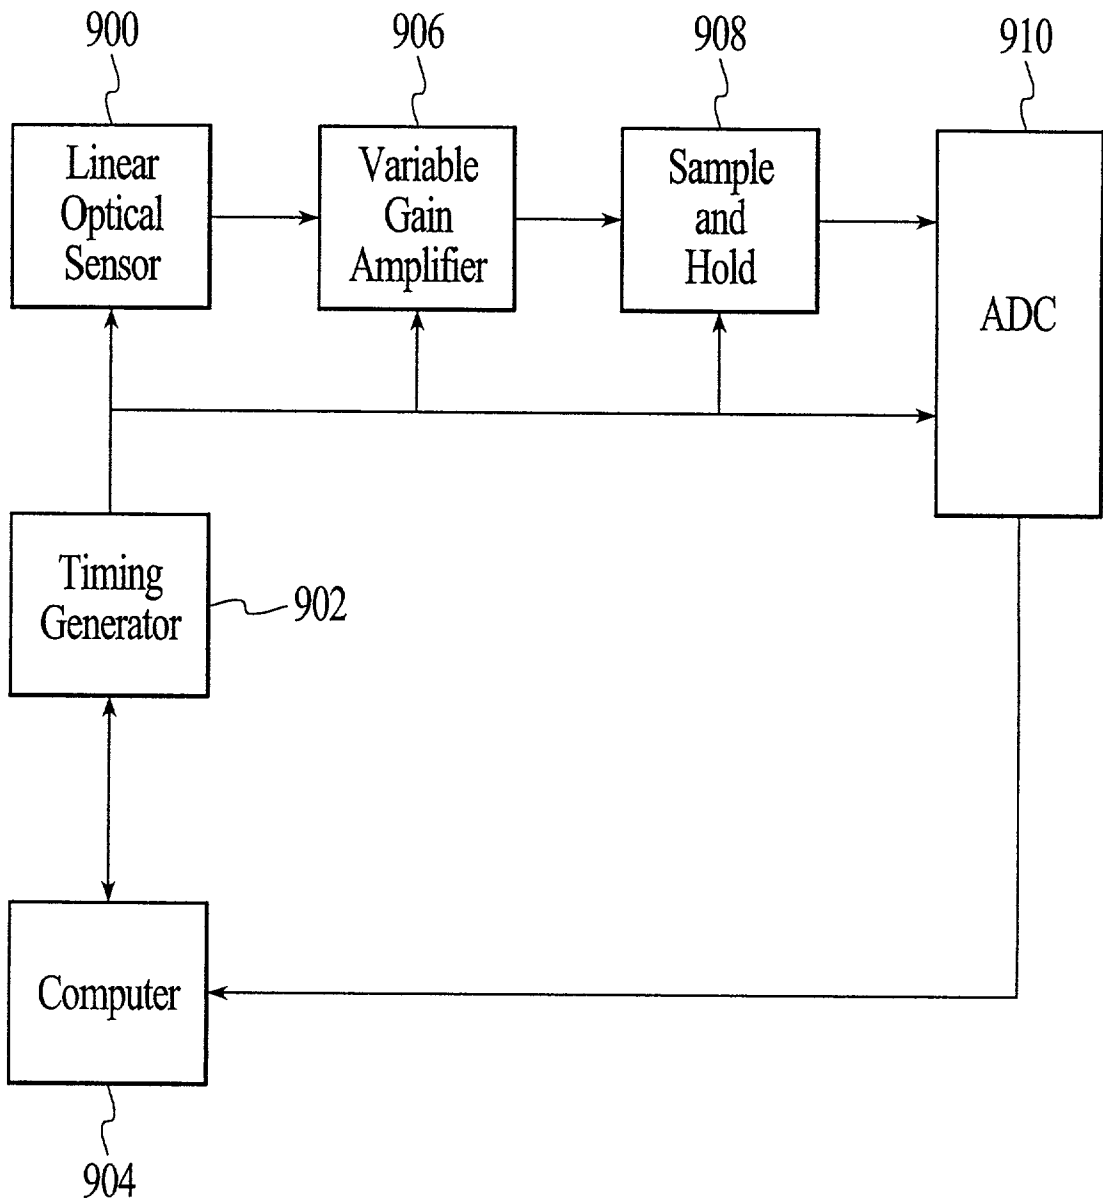 900
906
908
910
Linear
Optical
Sensor
Variable
Gain
Amplifier
Sample
and
Hold
ADC
Timing
Generator
902
Computer
904